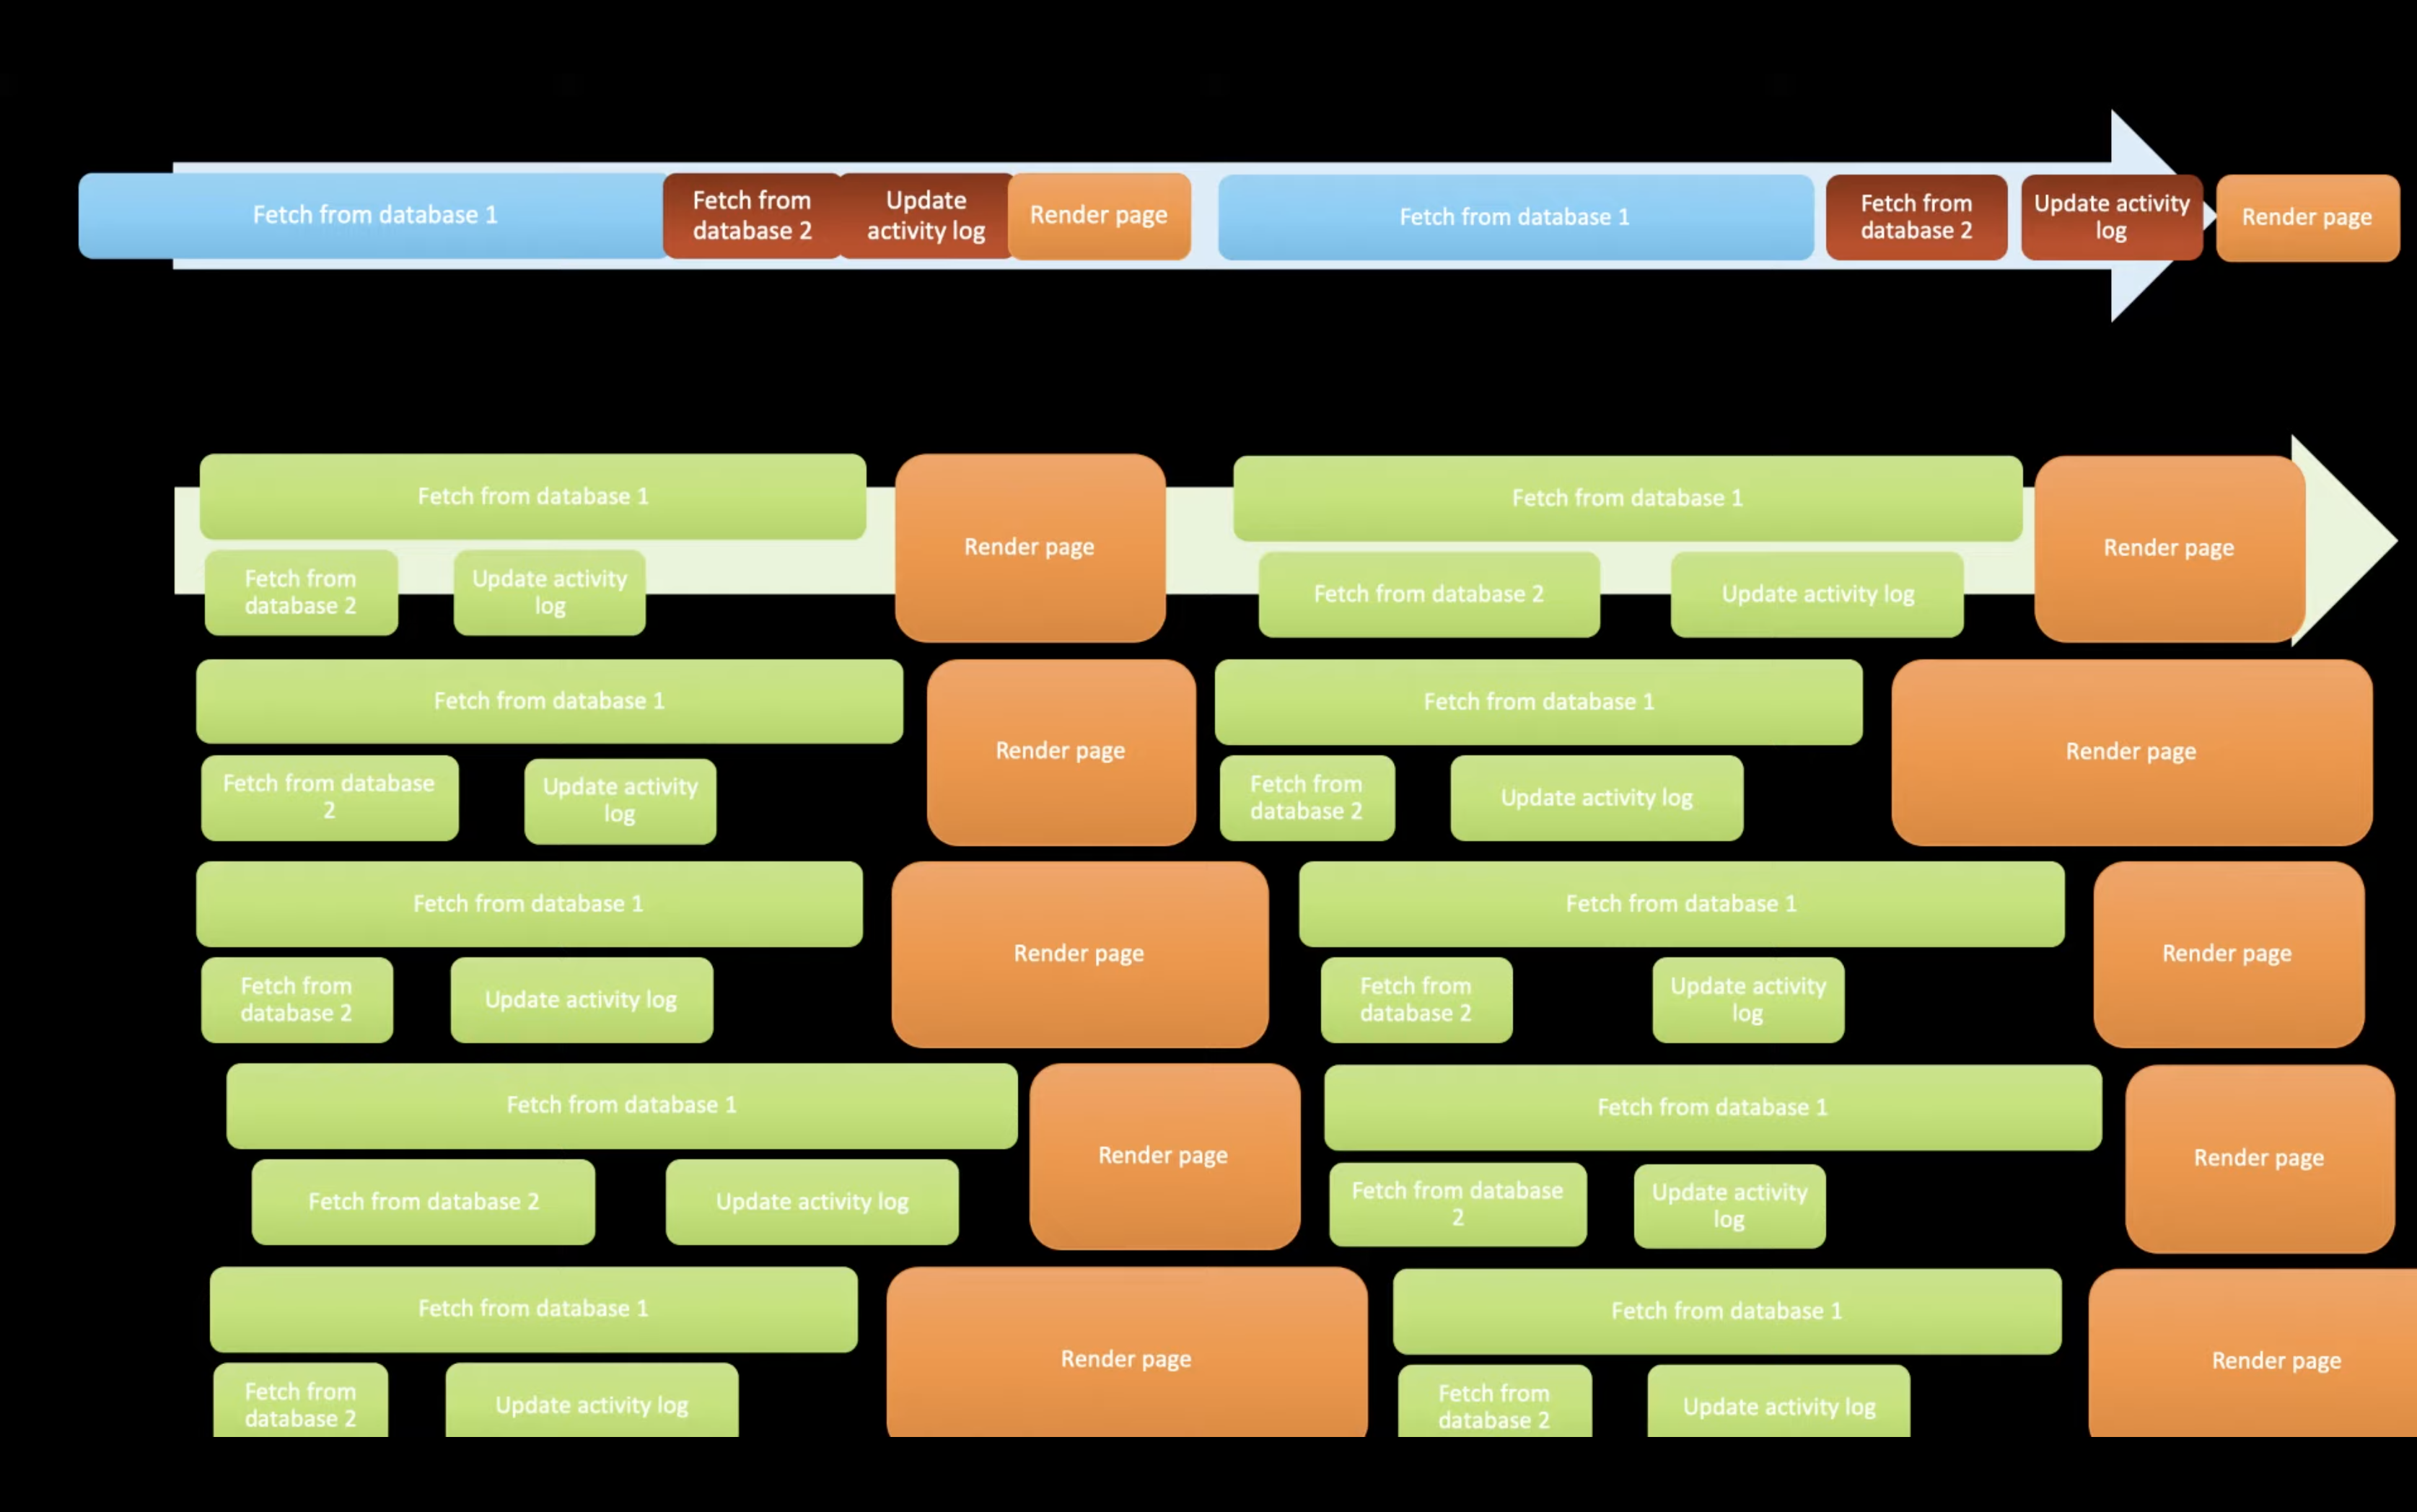 Fetch from database 1
Fetch from
database 2
Update
activity log
Render page
Fetch from database 1
Fetch from
database 2
Update activity
log
Render page
Fetch from database 1
Fetch from
database 2
Update activity
log
Render page
Fetch from database 1
Fetch from database 2
Update activity log
Render page
Fetch from database 1
Fetch from database
2
Update activity
log
Render page
Fetch from database 1
Fetch from
database 2
Update activity log
Render page
Fetch from database 1
Fetch from
database 2
Update activity log
Render page
Fetch from database 1
Fetch from
database 2
Update activity
log
Render page
Fetch from database 1
Fetch from database 2
Update activity log
Render page
Fetch from database 1
Fetch from database
2
Update activity
log
Render page
Fetch from database 1
Fetch from
database 2
Update activity log
Render page
Fetch from database 1
Fetch from
database 2
Update activity log
Render page